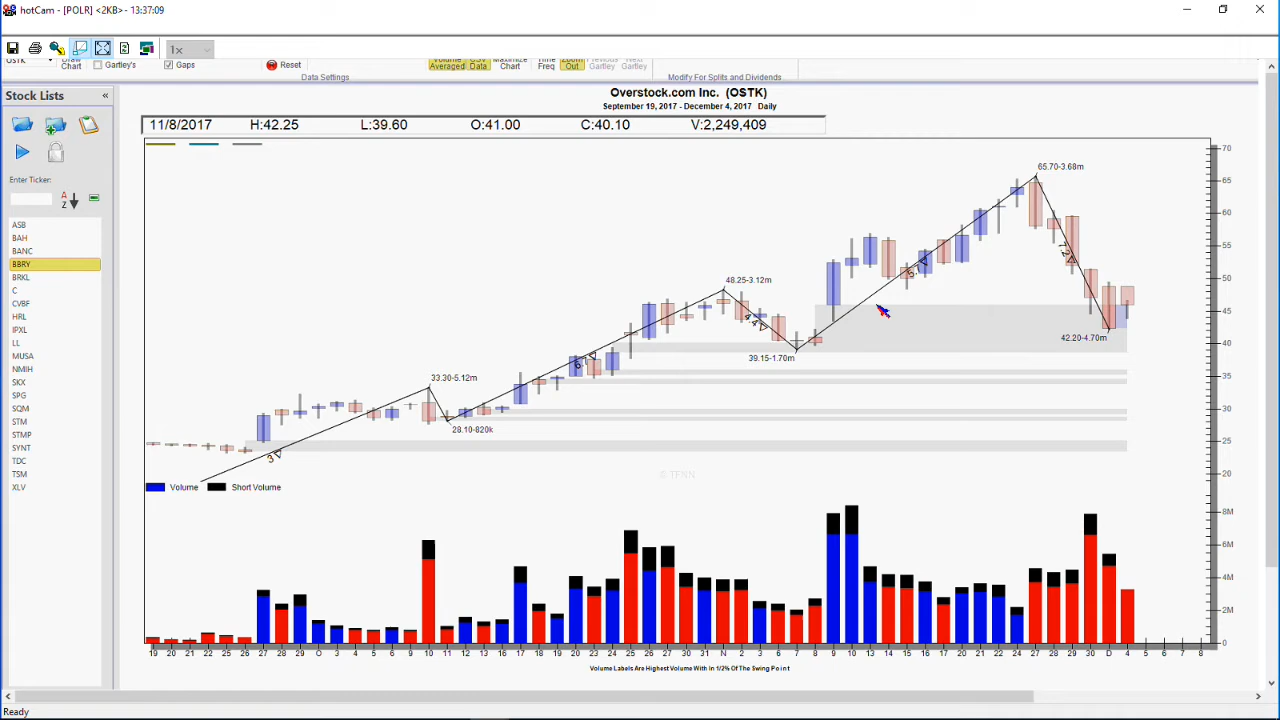 hotCam - [POLR] <2KB> - 13:37:09
1x
OSTK
Draw
Chart
Gartley's
Gaps
Reset
Volume
Averaged
CSV
Data
Maximize
Chart
Time
Freq
Zoom
Out
Previous
Gartley
Next
Gartley
Data Settings
Modify For Splits and Dividends
Stock Lists
«
Enter Ticker:
A
Z
ASB
BAH
BANC
BBRY
BRKL
C
CVBF
HRL
IPXL
LL
MUSA
NMIH
SKX
SPG
SQM
STM
STMP
SYNT
TDC
TSM
XLV
Overstock.com Inc. (OSTK)
September 19, 2017 - December 4, 2017 Daily
11/8/2017 H:42.25 L:39.60 O:41.00 C:40.10 V:2,249,409
65.70-3.68m
48.25-3.12m
42.20-4.70m
39.15-1.70m
33.30-5.12m
28.10-820k
70
65
60
55
50
45
40
35
30
25
20
© TFNN
Volume Short Volume
8M
6M
4M
2M
0
19 20 21 22 25 26 27 28 29 O 3 4 5 6 9 10 11 12 13 16 17 18 19 20 23 24 25 26 27 30 31 N 2 3 6 7 8 9 10 13 14 15 16 17 20 21 22 24 27 28 29 30 D 4 5 6 7 8
Volume Labels Are Highest Volume With In 1/2% Of The Swing Point
Ready